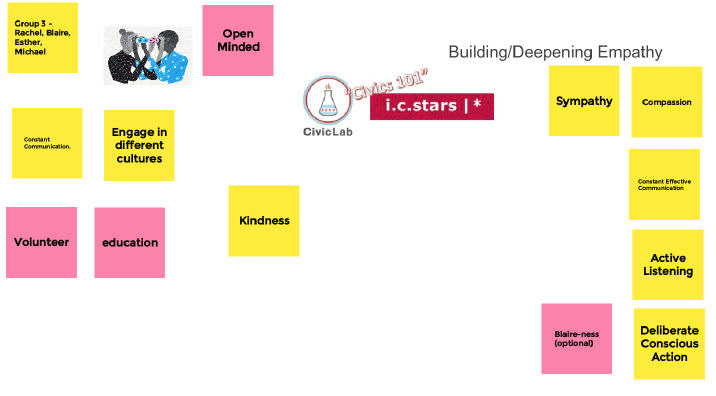 Group 3 -
Rachel, Blaire,
Esther,
Michael
Open
Minded
Building/Deepening Empathy
"Civics 101"
i.c.stars |*
CivicLab
Sympathy
Compassion
Constant
Communication.
Engage in
different
cultures
Constant Effective
Communication
Kindness
Volunteer
education
Active
Listening
Blaire-ness
(optional)
Deliberate
Conscious
Action